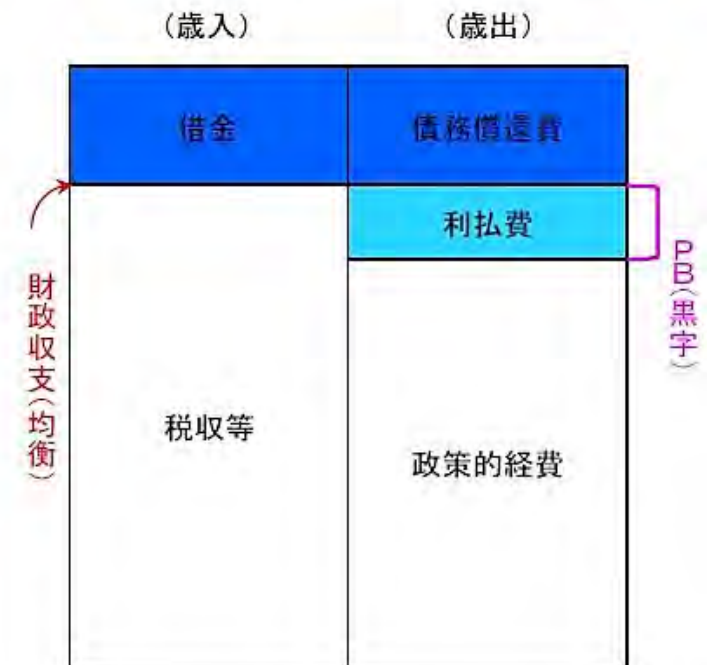 （歳入）
（歳出）
借金
債務償還費
利払費
財政収支（均衡）
PB（黒字）
税収等
政策的経費